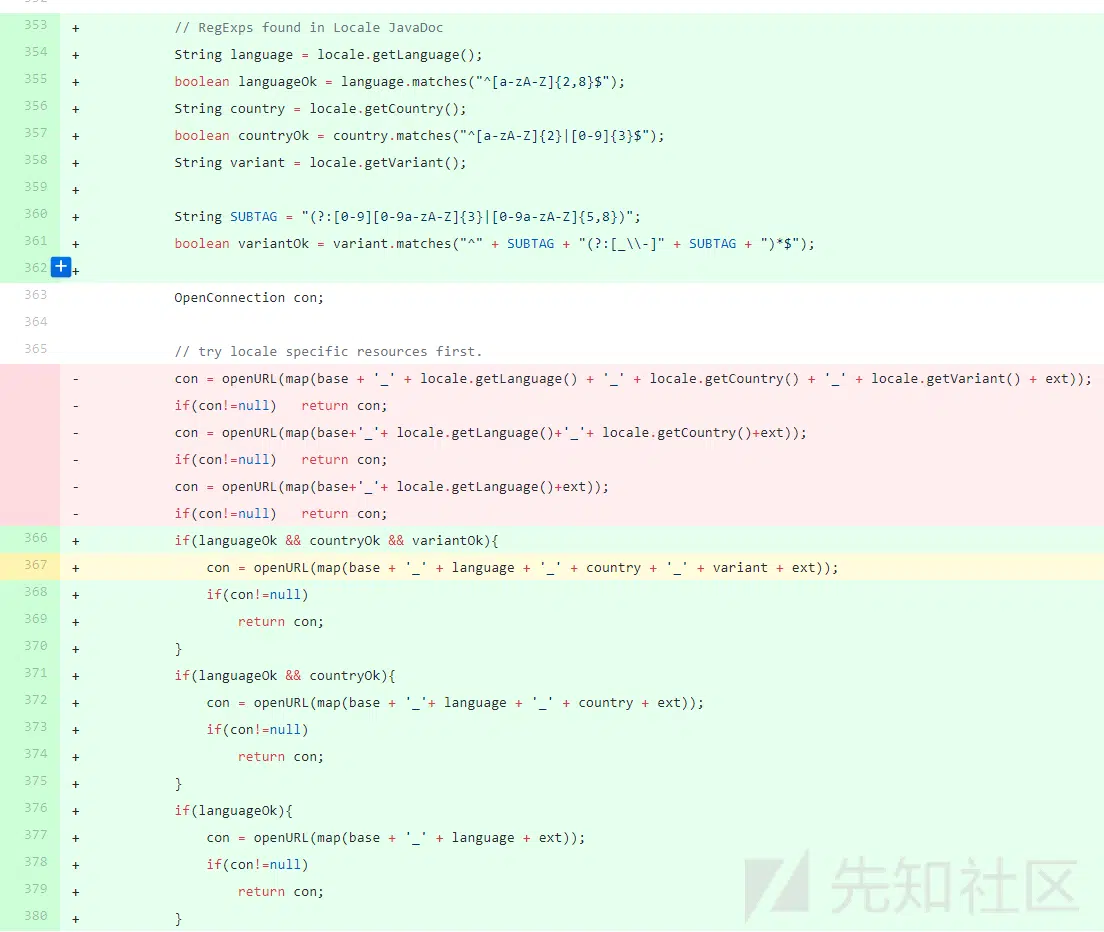 353 + // RegExps found in Locale JavaDoc
354 + String language = locale.getLanguage();
355 + boolean languageOk = language.matches("^[a-zA-Z]{2,8}$");
356 + String country = locale.getCountry();
357 + boolean countryOk = country.matches("^[a-zA-Z]{2}|[0-9]{3}$");
358 + String variant = locale.getVariant();
359 +
360 + String SUBTAG = "(?:[0-9][0-9a-zA-Z]{3}|[0-9a-zA-Z]{5,8})";
361 + boolean variantOk = variant.matches("^" + SUBTAG + "(?:[_\\-]" + SUBTAG + ")*$");
362 + +
363 OpenConnection con;
364
365 // try locale specific resources first.
- con = openURL(map(base + '_' + locale.getLanguage() + '_' + locale.getCountry() + '_' + locale.getVariant() + ext));
- if(con!=null) return con;
- con = openURL(map(base+'_'+ locale.getLanguage()+'_'+ locale.getCountry()+ext));
- if(con!=null) return con;
- con = openURL(map(base+'_'+ locale.getLanguage()+ext));
- if(con!=null) return con;
366 + if(languageOk && countryOk && variantOk){
367 + con = openURL(map(base + '_' + language + '_' + country + '_' + variant + ext));
368 + if(con!=null)
369 + return con;
370 + }
371 + if(languageOk && countryOk){
372 + con = openURL(map(base + '_'+ language + '_' + country + ext));
373 + if(con!=null)
374 + return con;
375 + }
376 + if(languageOk){
377 + con = openURL(map(base + '_' + language + ext));
378 + if(con!=null)
379 + return con;
380 + }
先知社区